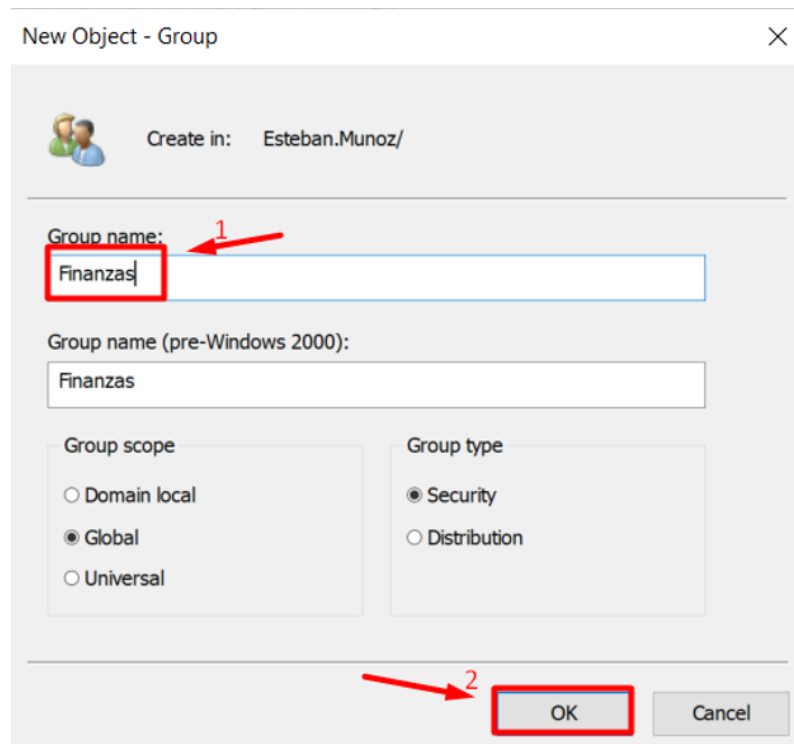 New Object - Group
Create in: Esteban.Munoz/
Group name:
1
Finanzas
Group name (pre-Windows 2000):
Finanzas
Group scope
Domain local
Global
Universal
Group type
Security
Distribution
2
OK
Cancel